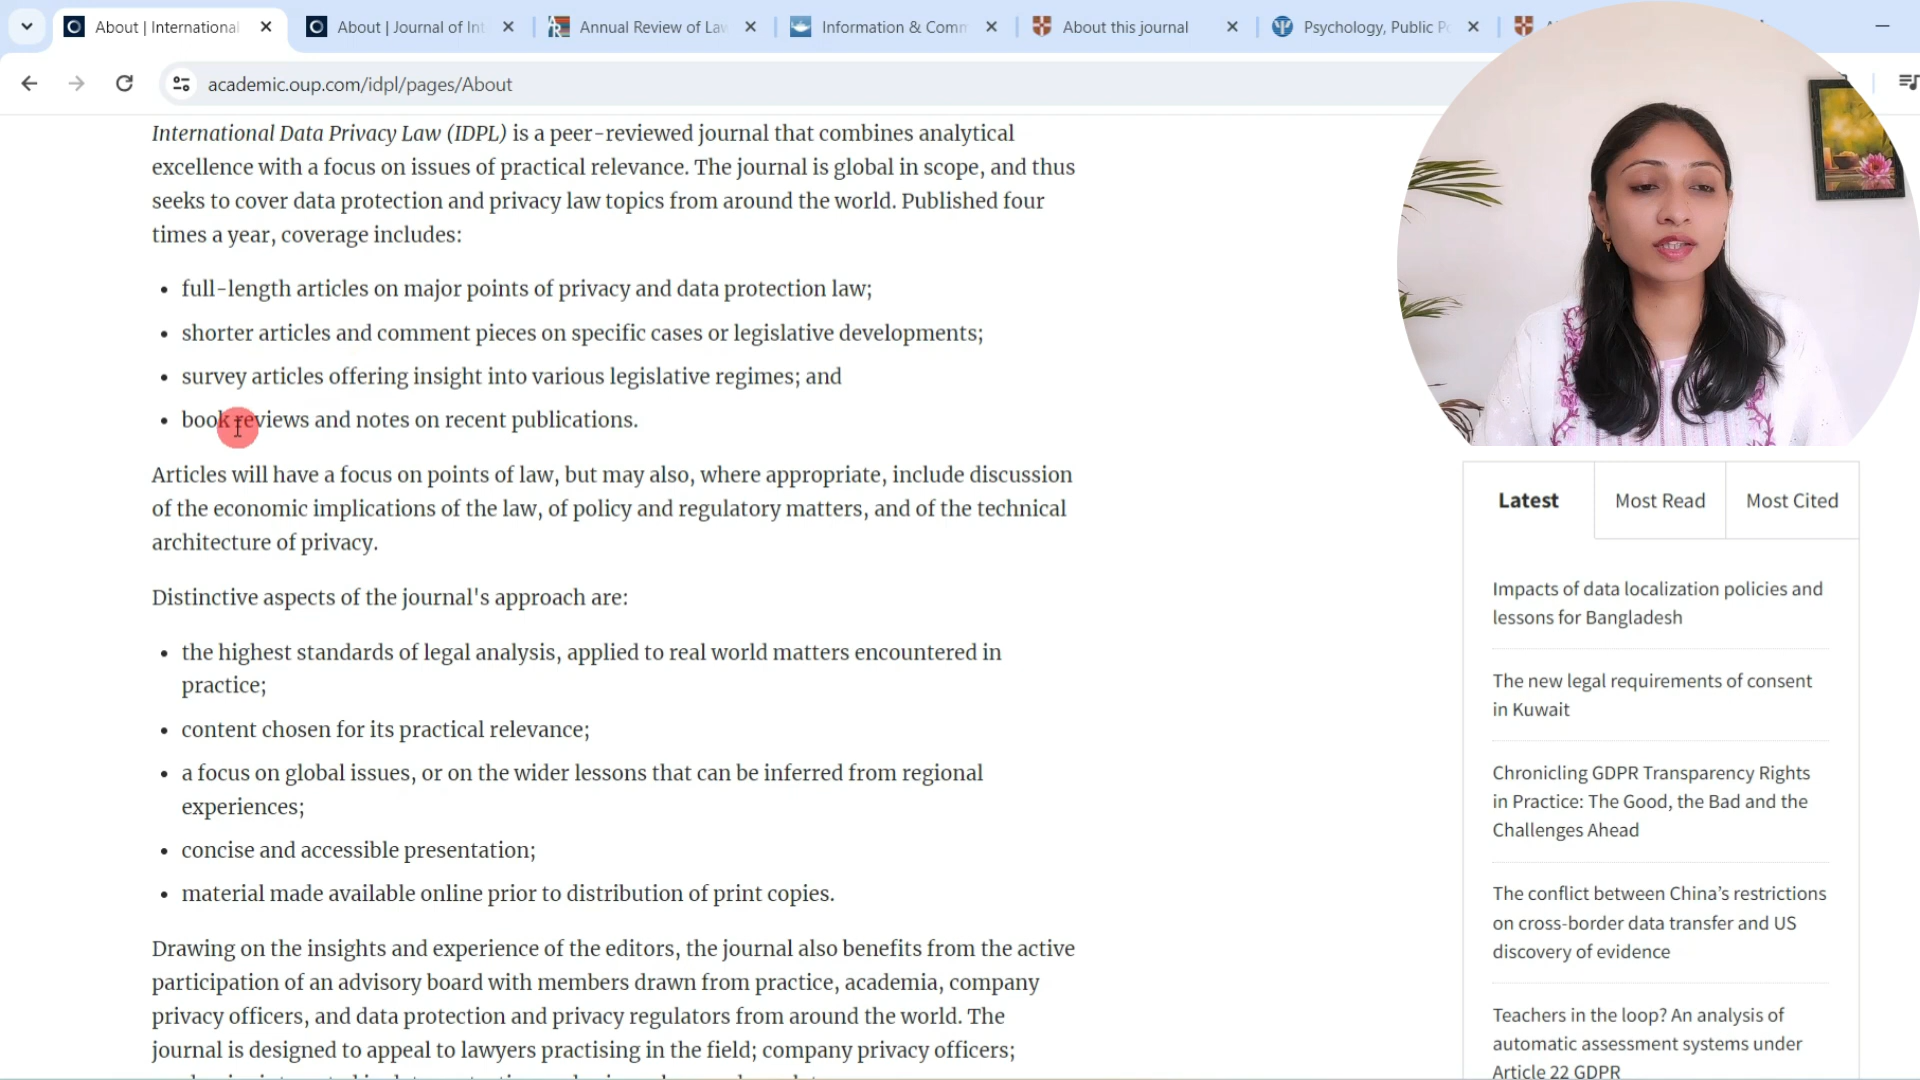 About | International
About | Journal of Int
Annual Review of Law
Information & Comm
About this journal
Psychology, Public Po
academic.oup.com/idpl/pages/About
International Data Privacy Law (IDPL) is a peer-reviewed journal that combines analytical
excellence with a focus on issues of practical relevance. The journal is global in scope, and thus
seeks to cover data protection and privacy law topics from around the world. Published four
times a year, coverage includes:
• full-length articles on major points of privacy and data protection law;
• shorter articles and comment pieces on specific cases or legislative developments;
• survey articles offering insight into various legislative regimes; and
• book reviews and notes on recent publications.
Articles will have a focus on points of law, but may also, where appropriate, include discussion
of the economic implications of the law, of policy and regulatory matters, and of the technical
architecture of privacy.
Distinctive aspects of the journal's approach are:
• the highest standards of legal analysis, applied to real world matters encountered in
practice;
• content chosen for its practical relevance;
• a focus on global issues, or on the wider lessons that can be inferred from regional
experiences;
• concise and accessible presentation;
• material made available online prior to distribution of print copies.
Drawing on the insights and experience of the editors, the journal also benefits from the active
participation of an advisory board with members drawn from practice, academia, company
privacy officers, and data protection and privacy regulators from around the world. The
journal is designed to appeal to lawyers practising in the field; company privacy officers;
Latest
Most Read
Most Cited
Impacts of data localization policies and
lessons for Bangladesh
The new legal requirements of consent
in Kuwait
Chronicling GDPR Transparency Rights
in Practice: The Good, the Bad and the
Challenges Ahead
The conflict between China’s restrictions
on cross-border data transfer and US
discovery of evidence
Teachers in the loop? An analysis of
automatic assessment systems under
Article 22 GDPR